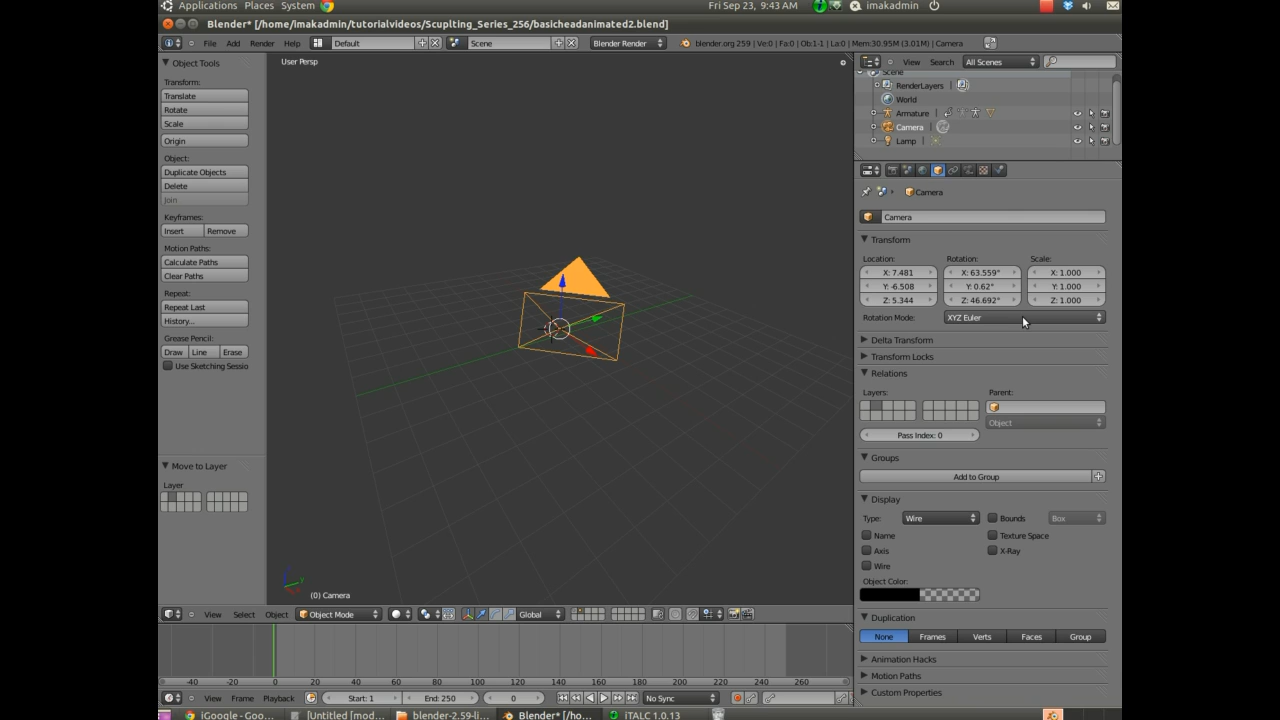 Applications Places System Fri Sep 23, 9:43 AM imakadmin
Blender* [/home/imakadmin/tutorialvideos/Scuplting_Series_256/basicheadanimated2.blend]
File Add Render Help Default Scene Blender Render blender.org 259 | Ve:0 | Fa:0 | Ob:1-1 | La:0 | Mem:30.95M (3.01M) | Camera
Object Tools
Transform:
Translate
Rotate
Scale
Origin
Object:
Duplicate Objects
Delete
Join
Keyframes:
Insert Remove
Motion Paths:
Calculate Paths
Clear Paths
Repeat:
Repeat Last
History...
Grease Pencil:
Draw Line Erase
Use Sketching Sessio
Move to Layer
Layer
User Persp
(0) Camera
View Select Object Object Mode Global
-40 -20 0 20 40 60 80 100 120 140 160 180 200 220 240 260
View Frame Playback Start: 1 End: 250 0 No Sync
View Search All Scenes
Scene
RenderLayers |
World
Armature |
Camera |
Lamp |
Camera
Camera
Transform
Location: Rotation: Scale:
X: 7.481 X: 63.559° X: 1.000
Y: -6.508 Y: 0.62° Y: 1.000
Z: 5.344 Z: 46.692° Z: 1.000
Rotation Mode: XYZ Euler
Delta Transform
Transform Locks
Relations
Layers: Parent:
Object
Pass Index: 0
Groups
Add to Group
Display
Type: Wire Bounds Box
Name Texture Space
Axis X-Ray
Wire
Object Color:
Duplication
None Frames Verts Faces Group
Animation Hacks
Motion Paths
Custom Properties
iGoogle - Goo... [Untitled [mod... blender-2.59-li... Blender* [/ho... iTALC 1.0.13